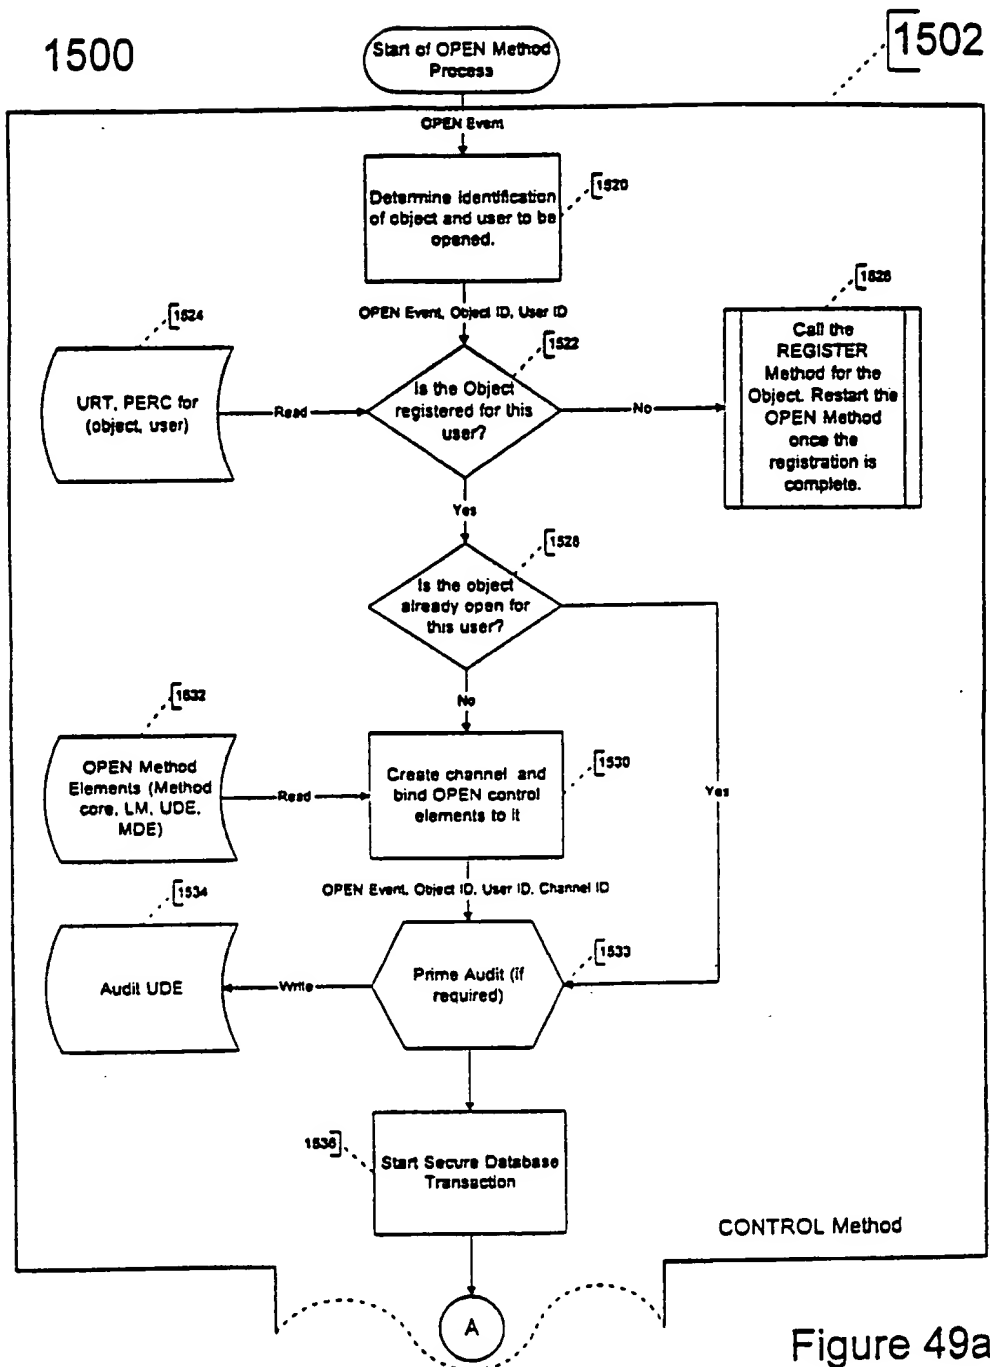 1500
1502
Start of OPEN Method
Process
OPEN Event
Determine identification
of object and user to be
opened.
1520
OPEN Event, Object ID, User ID
1524
URT, PERC for
(object, user)
Read
Is the Object
registered for this
user?
1522
No
1526
Call the
REGISTER
Method for the
Object. Restart the
OPEN Method
once the
registration is
complete.
Yes
Is the object
already open for
this user?
1528
Yes
No
1532
OPEN Method
Elements (Method
core, LM, UDE,
MDE)
Read
Create channel and
bind OPEN control
elements to it
1530
OPEN Event, Object ID, User ID, Channel ID
1534
Audit UDE
Write
Prime Audit (if
required)
1533
1536
Start Secure Database
Transaction
CONTROL Method
A
Figure 49a